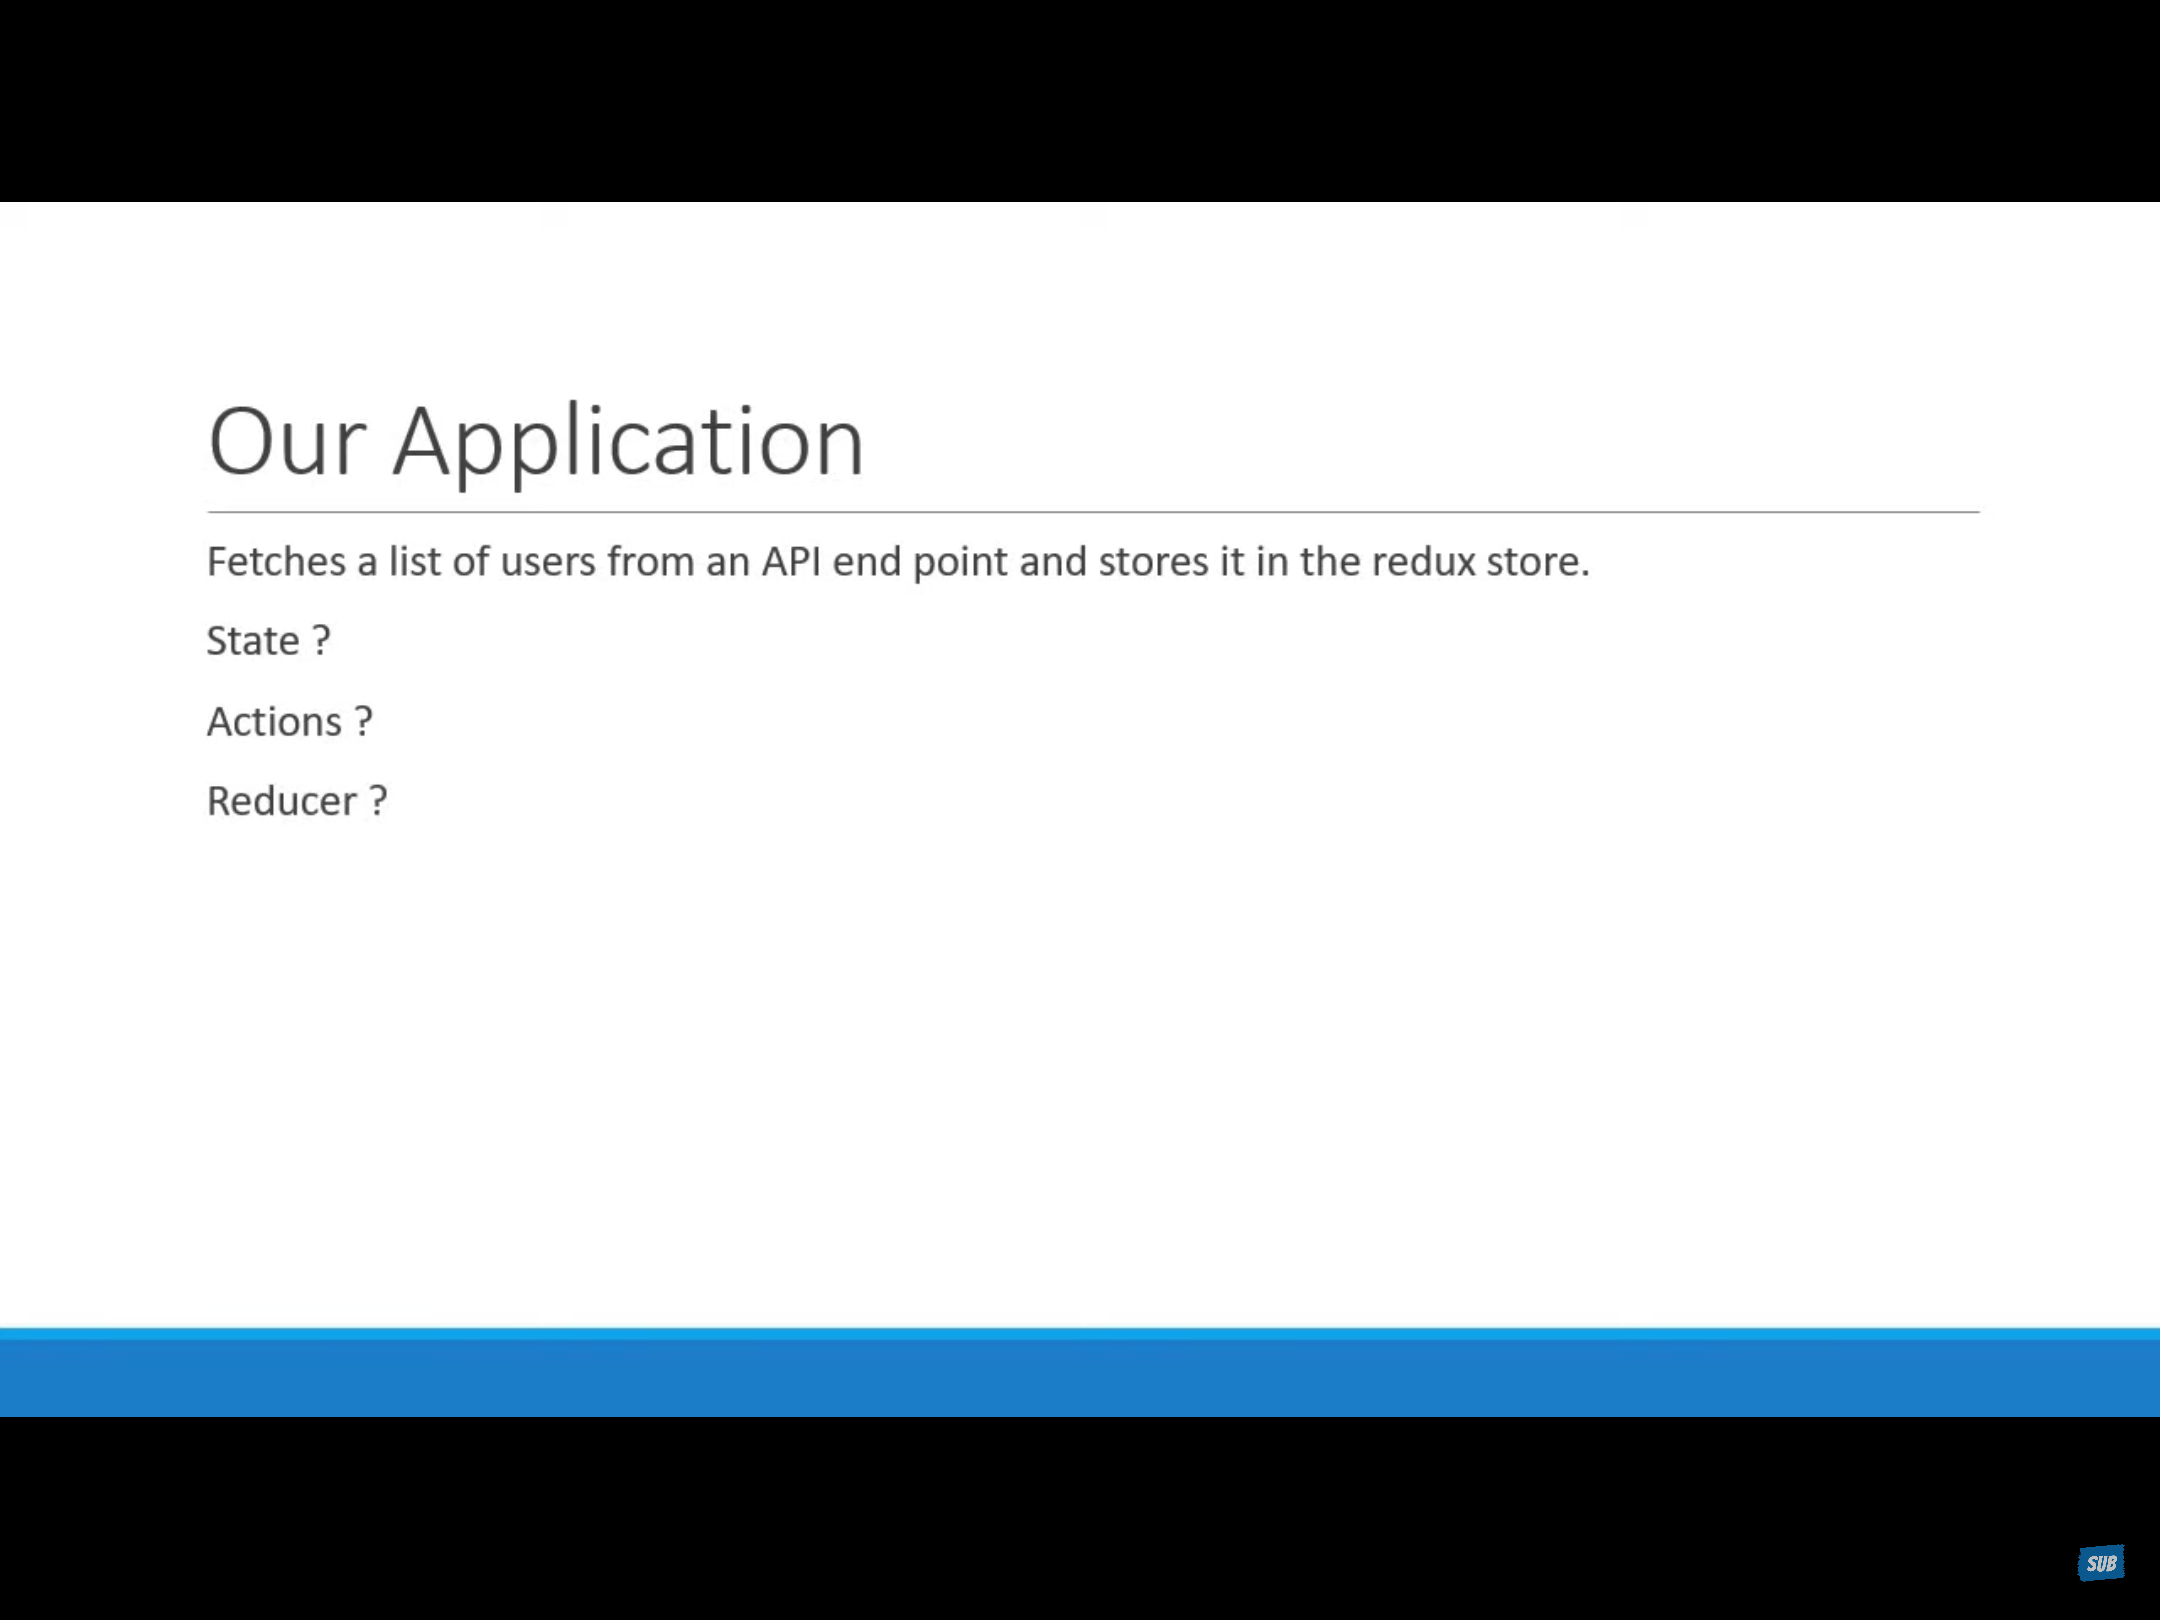 Our Application
Fetches a list of users from an API end point and stores it in the redux store.
State ?
Actions ?
Reducer ?
SUB